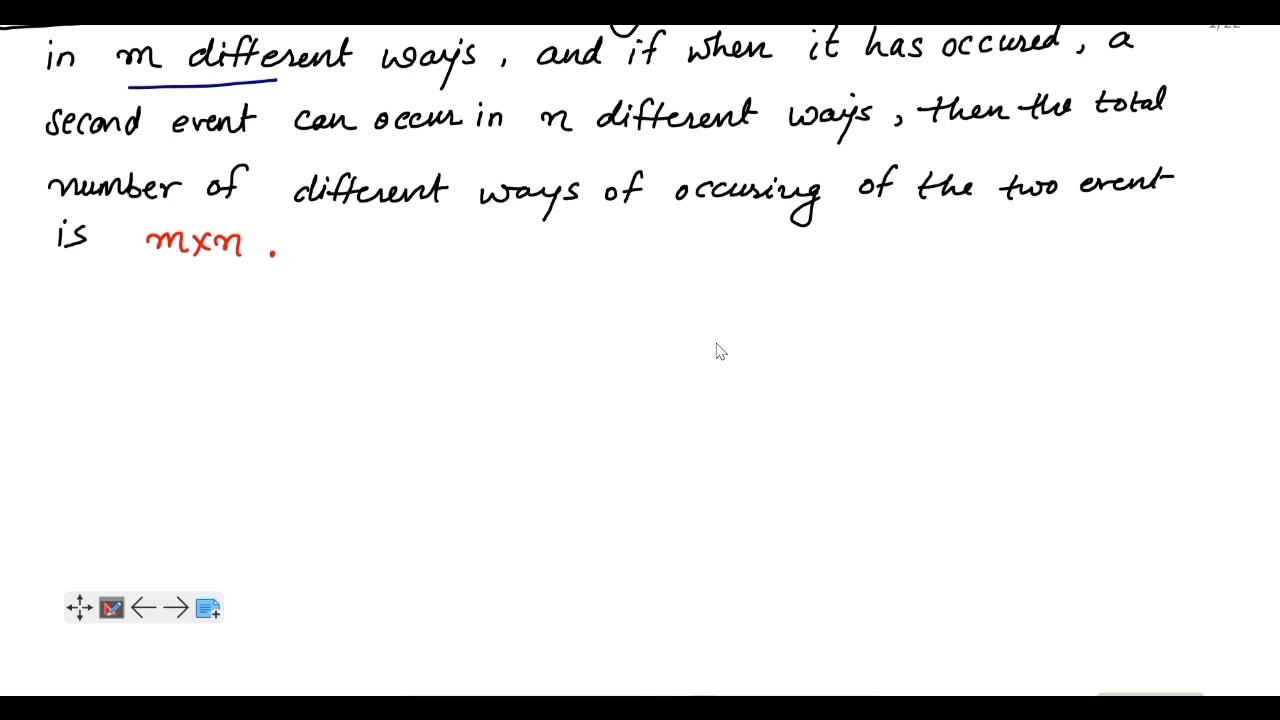 in m different ways, and if when it has occured, a
second event can occur in n different ways, then the total
number of different ways of occusing of the two event
is m×n.